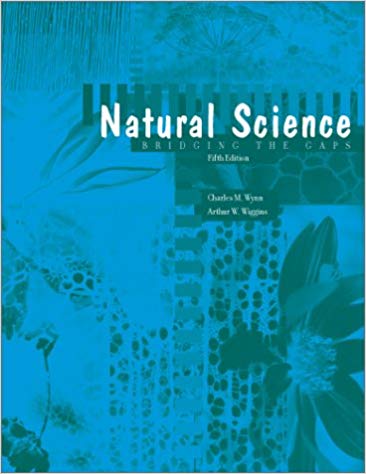 Natural Science
BRIDGING THE GAPS
Fifth Edition
Charles M. Wynn
Arthur W. Wiggins